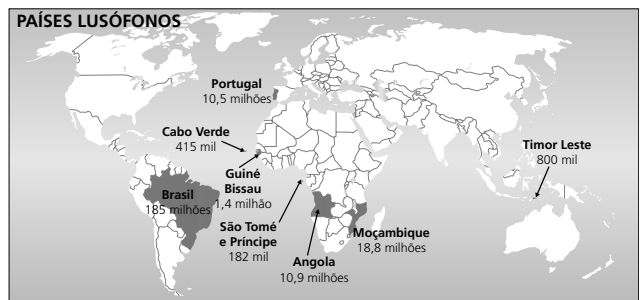 PAÍSES LUSÓFONOS
Portugal
10,5 milhões
Cabo Verde
415 mil
Guiné
Bissau
1,4 milhão
Timor Leste
800 mil
Brasil
185 milhões
São Tomé
e Príncipe
182 mil
Moçambique
18,8 milhões
Angola
10,9 milhões